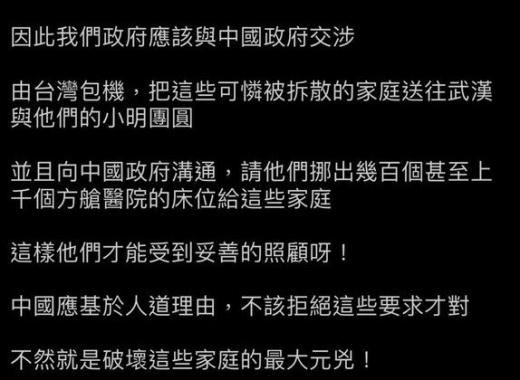 因此我們政府應該與中國政府交涉
由台灣包機，把這些可憐被拆散的家庭送往武漢
與他們的小明團圓
並且向中國政府溝通，請他們挪出幾百個甚至上
千個方艙醫院的床位給這些家庭
這樣他們才能受到妥善的照顧呀！
中國應基於人道理由，不該拒絕這些要求才對
不然就是破壞這些家庭的最大元兇！